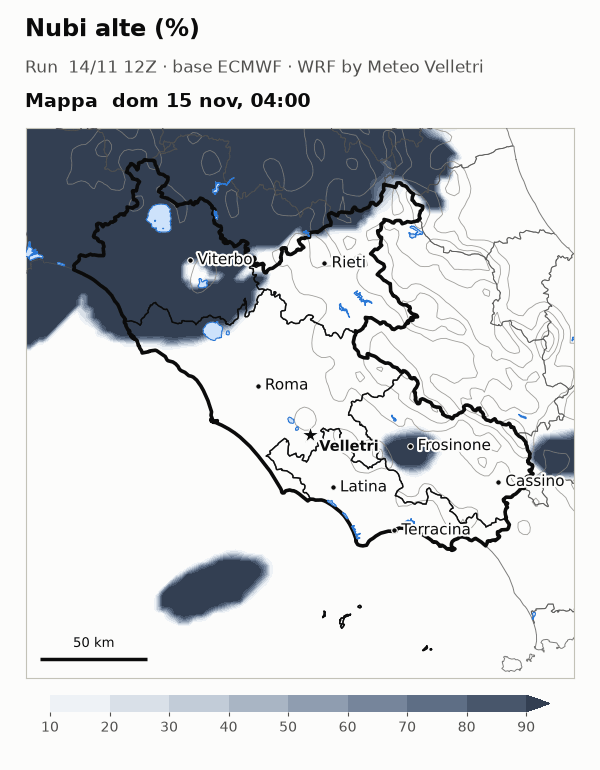 Nubi alte (%)
Run 14/11 12Z · base ECMWF · WRF by Meteo Velletri
Mappa dom 15 nov, 04:00
Viterbo
Rieti
Roma
Velletri
Frosinone
Latina
Cassino
Terracina
50 km
10 20 30 40 50 60 70 80 90